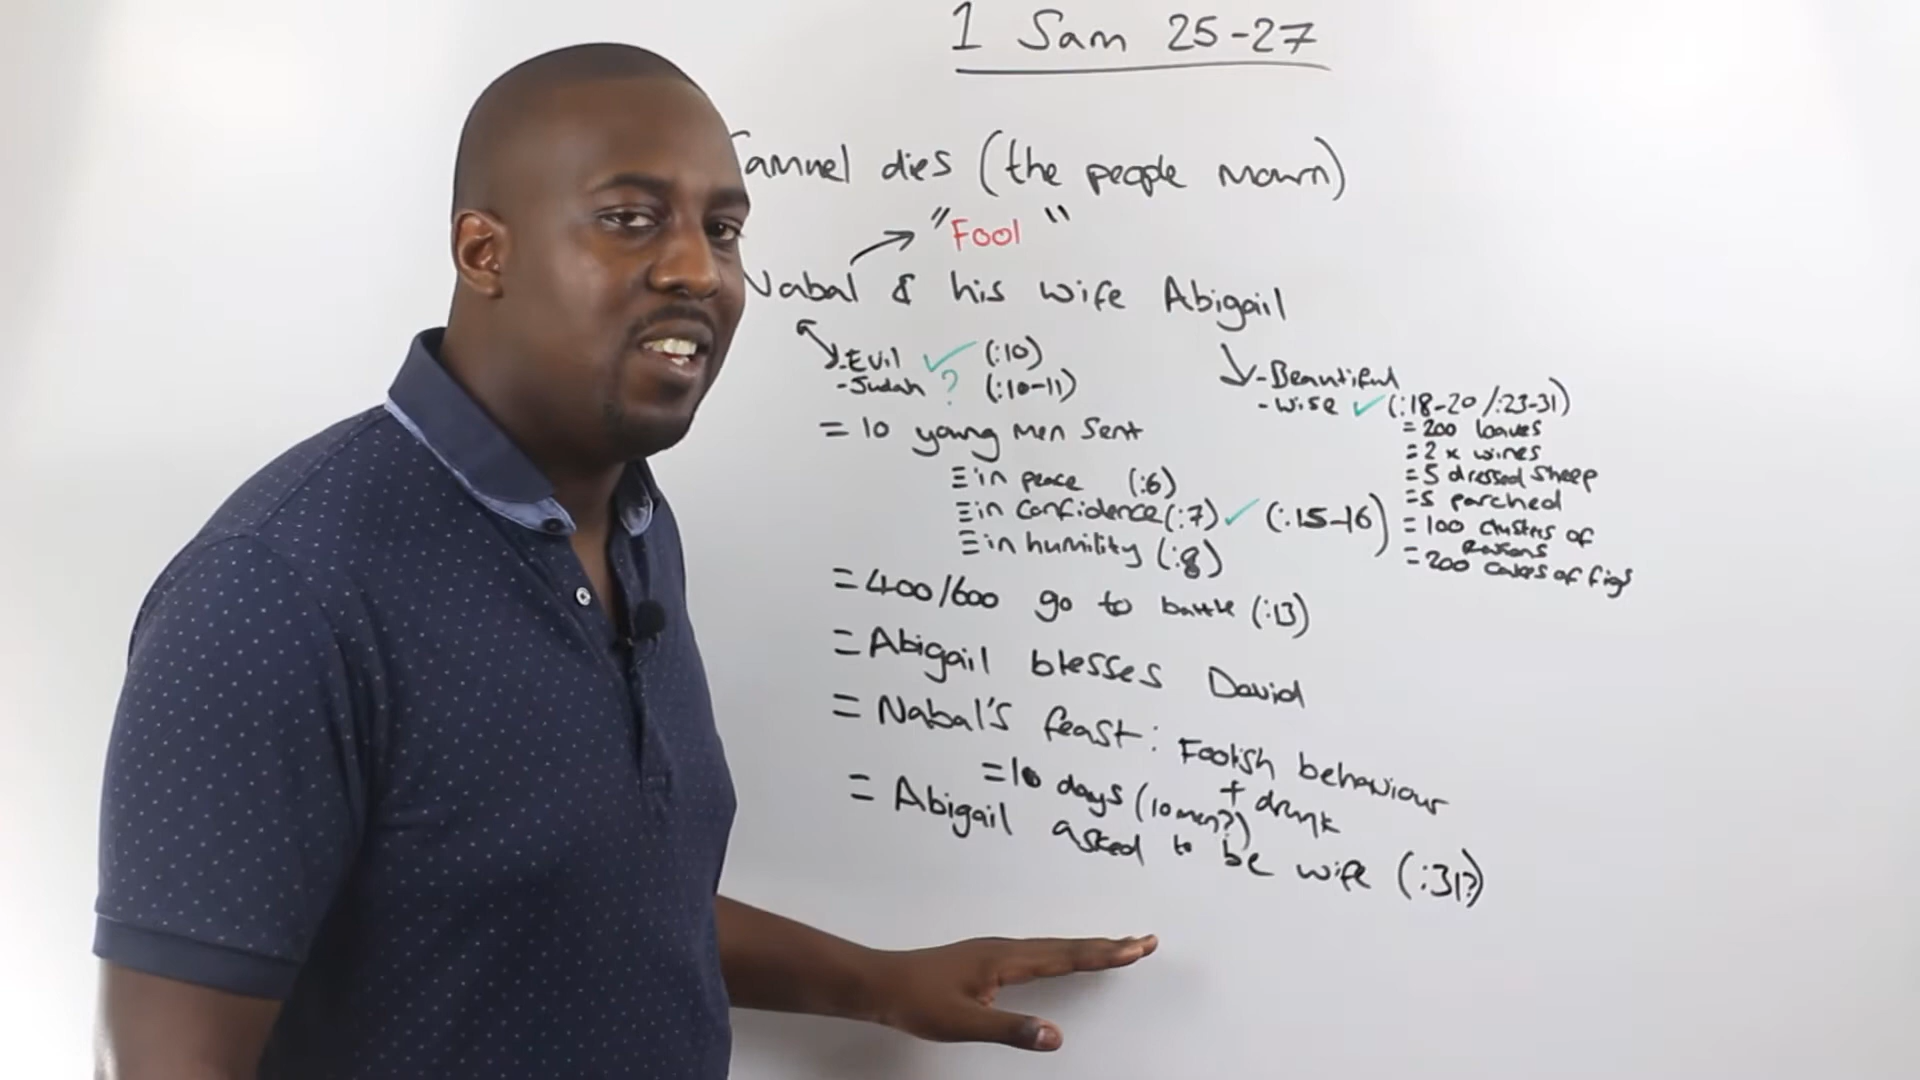 1 Sam 25-27
Samuel dies (the people mourn)
"Fool"
Nabal & his wife Abigail
-Evil ✓ (:10)
-Judah ? (:10-11)
-Beautiful
-wise ✓ (:18-20/:23-31)
= 200 loaves
= 2 x wines
= 5 dressed sheep
= 5 parched
= 100 clusters of
= 200 cakes of figs
= 10 young men sent
≡ in peace (:6)
≡ in confidence (:7) ✓ (:15-16)
≡ in humility (:8)
= 400/600 go to battle (:13)
= Abigail blesses David
= Nabal's feast: Foolish behaviour
+ drunk
= 10 days (10 men?)
= Abigail asked to be wife (:31?)